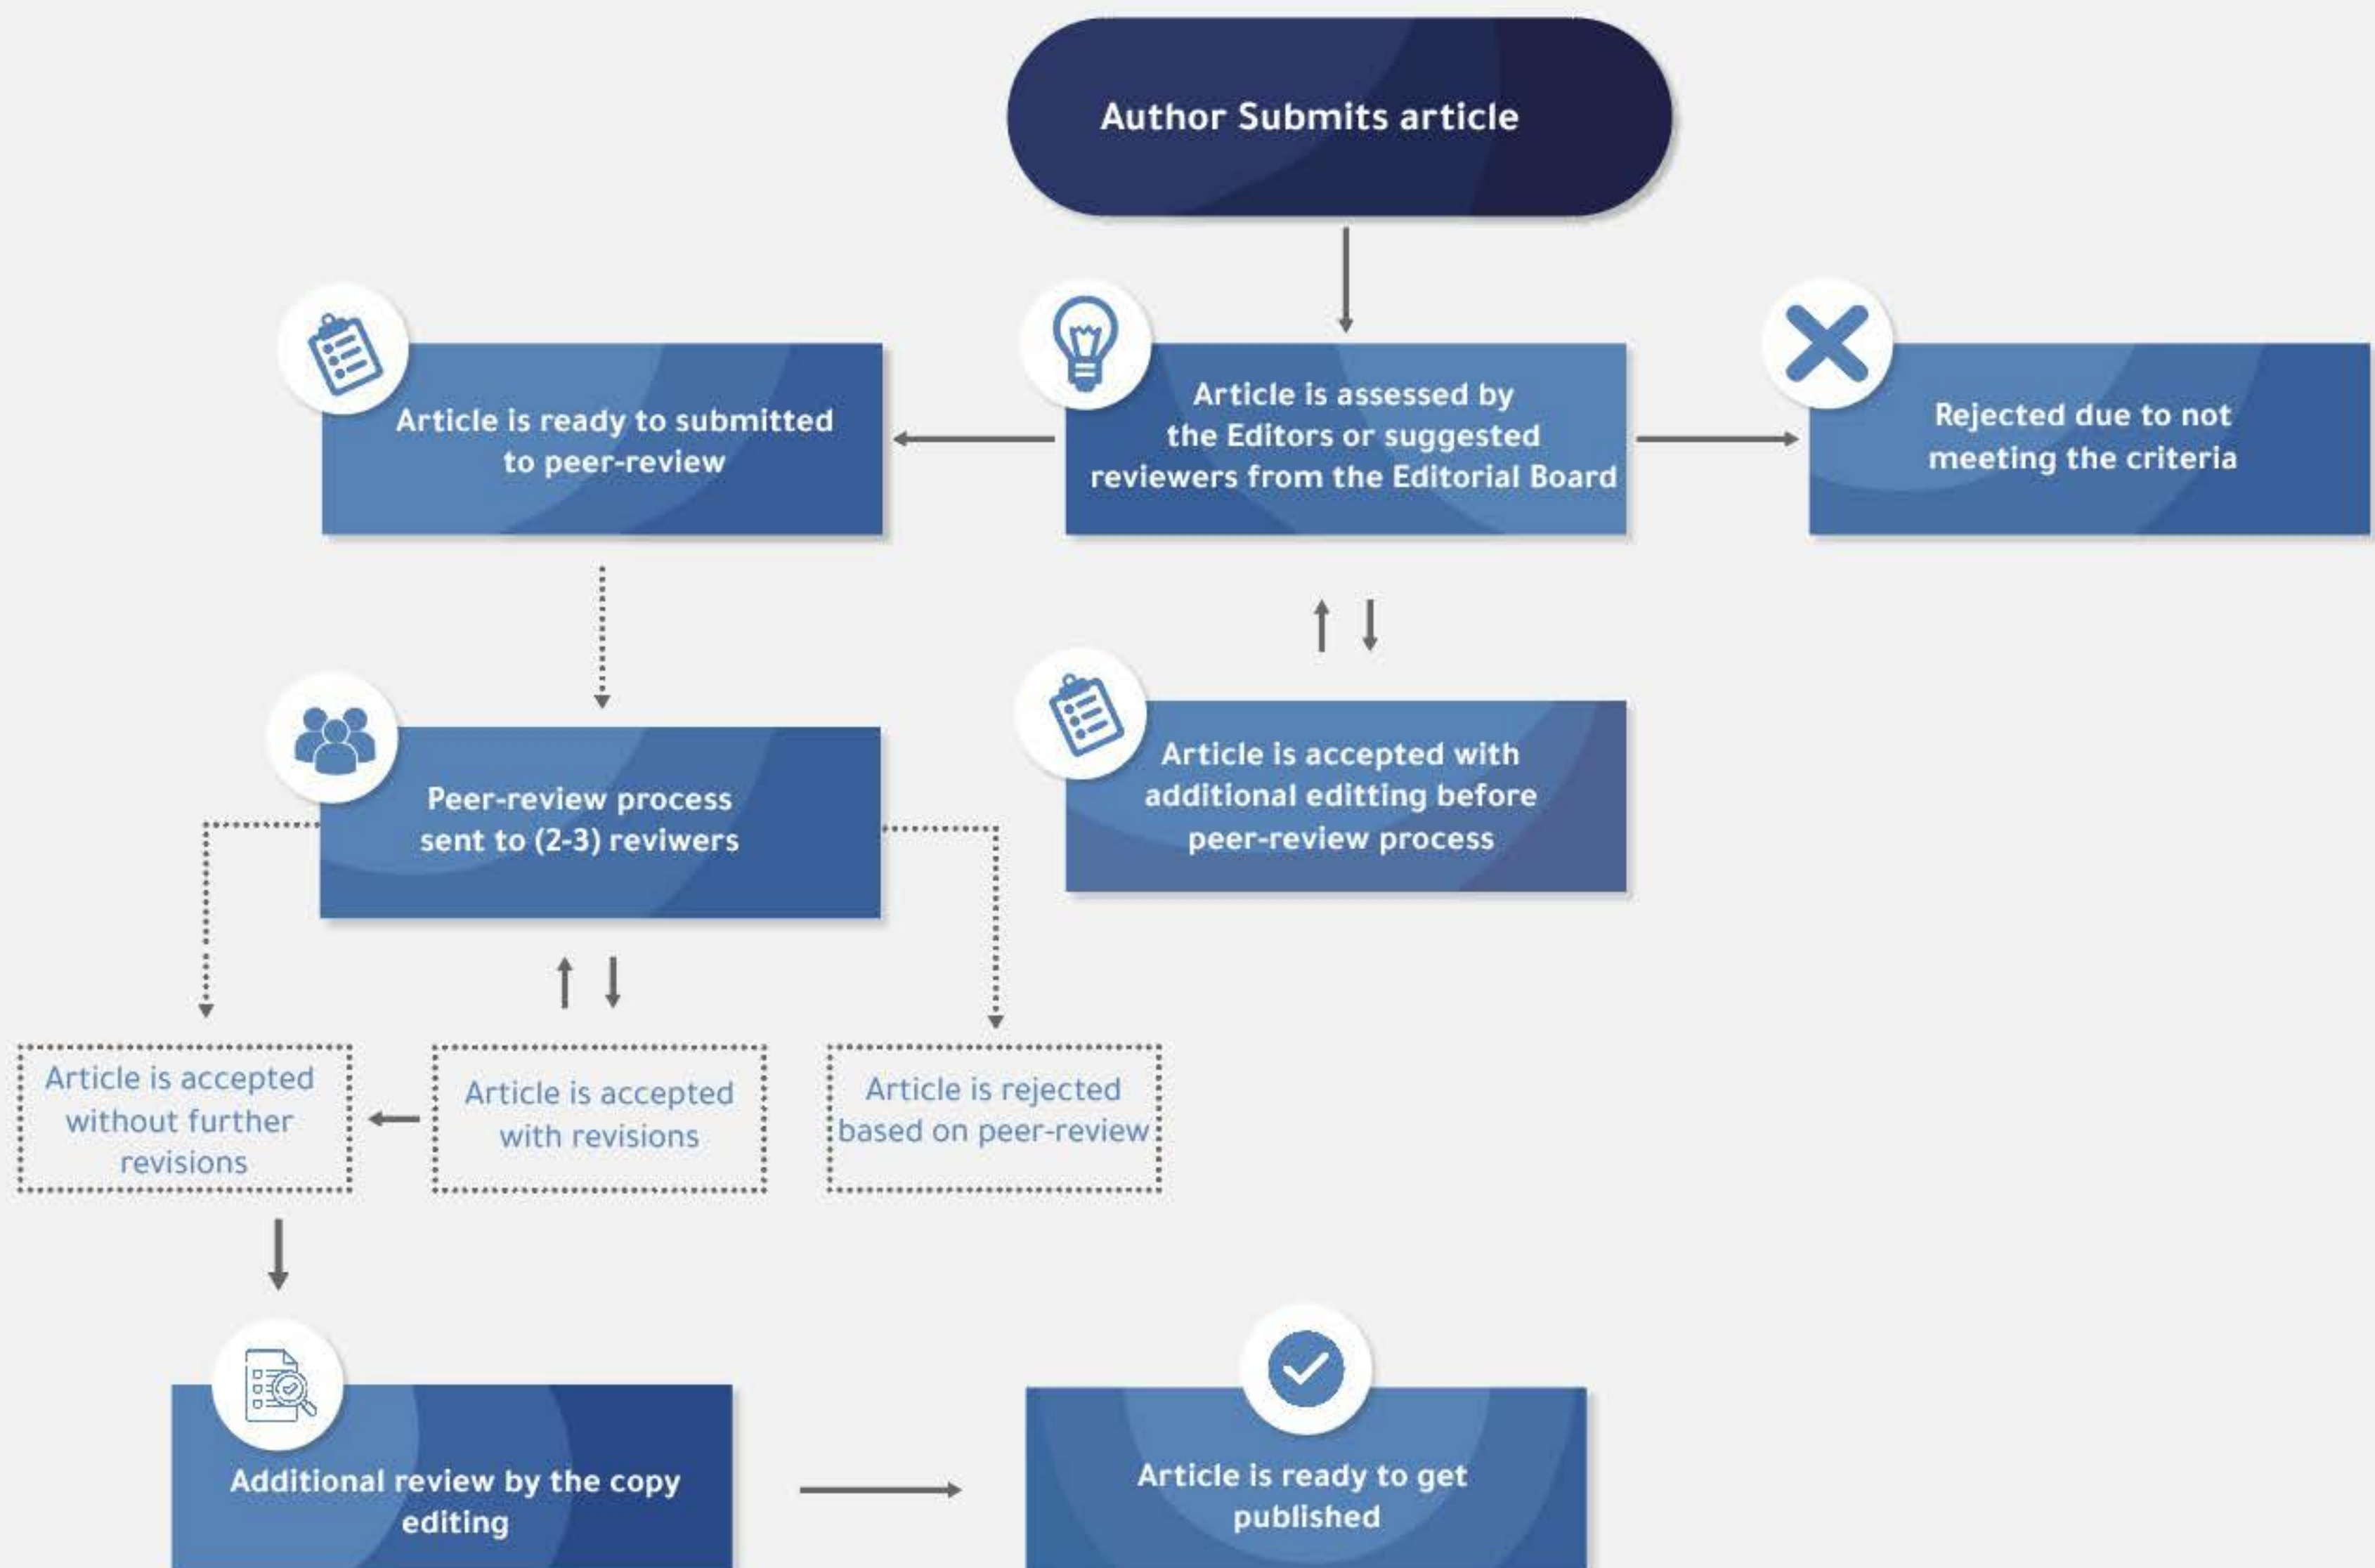 Author Submits article
Article is ready to submitted
to peer-review
Article is assessed by
the Editors or suggested
reviewers from the Editorial Board
Rejected due to not
meeting the criteria
Peer-review process
sent to (2-3) reviwers
Article is accepted with
additional editting before
peer-review process
Article is accepted
without further
revisions
Article is accepted
with revisions
Article is rejected
based on peer-review
Additional review by the copy
editing
Article is ready to get
published